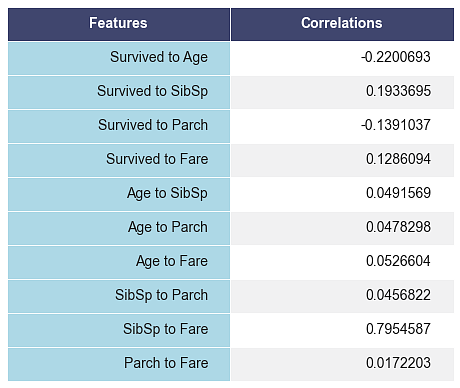 Features Correlations
Survived to Age -0.2200693
Survived to SibSp 0.1933695
Survived to Parch -0.1391037
Survived to Fare 0.1286094
Age to SibSp 0.0491569
Age to Parch 0.0478298
Age to Fare 0.0526604
SibSp to Parch 0.0456822
SibSp to Fare 0.7954587
Parch to Fare 0.0172203